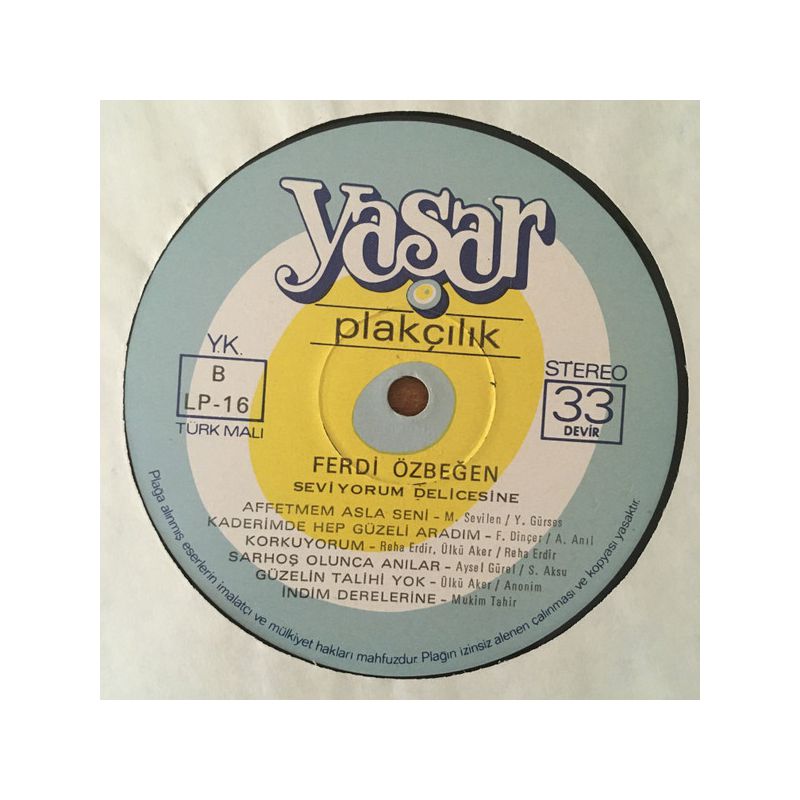 yaşar
plakçılık
Y.K.
B
LP-16
TÜRK MALI
STEREO
33
DEVİR
FERDİ ÖZBEĞEN
SEVİYORUM DELİCESİNE
AFFETMEM ASLA SENİ - M. Sevilen / Y. Gürses
KADERİMDE HEP GÜZELİ ARADIM - F. Dinçer / A. Anıl
KORKUYORUM - Reha Erdir, Ülkü Aker / Reha Erdir
SARHOŞ OLUNCA ANILAR - Aysel Gürel / S. Aksu
GÜZELİN TALİHİ YOK - Ülkü Aker / Anonim
İNDİM DERELERİNE - Mukim Tahir
Plağa alınmış eserlerin imalatçı ve mülkiyet hakları mahfuzdur. Plağın izinsiz alenen çalınması ve kopyası yasaktır.